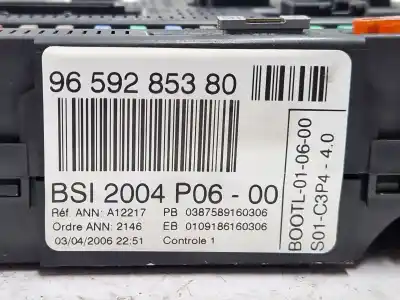 96 592 853 80
BSI 2004 P06 - 00
Réf ANN: A12217 PB 0387589160306
Ordre ANN: 2146 EB 0109186160306
03/04/2006 22:51 Controle 1
BOOTL-01-06-00
S01-C3P4 - 4.0